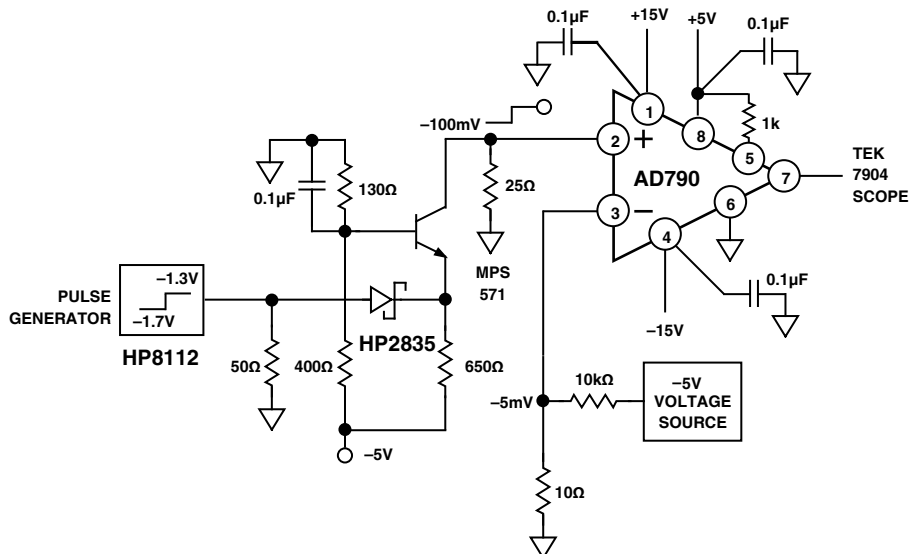 0.1µF
+15V
+5V
0.1µF
–100mV
1
8
1k
5
2
+
AD790
7
TEK
7904
SCOPE
0.1µF
130Ω
25Ω
3
–
6
4
MPS
571
0.1µF
PULSE
GENERATOR
–1.3V
–1.7V
HP8112
HP2835
–15V
50Ω
400Ω
650Ω
10kΩ
–5V
VOLTAGE
SOURCE
–5mV
–5V
10Ω